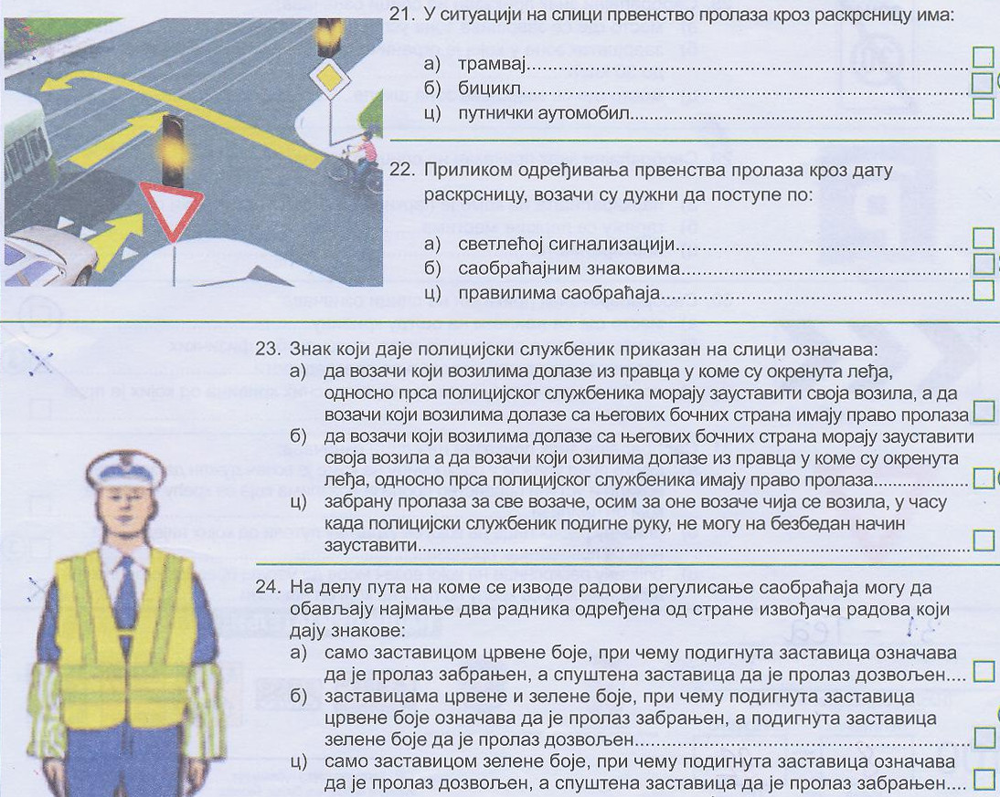 21. У ситуацији на слици првенство пролаза кроз раскрсницу има:
а) трамвај
б) бицикл
ц) путнички аутомобил
22. Приликом одређивања првенства пролаза кроз дату
раскрсницу, возачи су дужни да поступе по:
а) светлећој сигнализацији
б) саобраћајним знаковима
ц) правилима саобраћаја
23. Знак који даје полицијски службеник приказан на слици означава:
а) да возачи који возилима долазе из правца у коме су окренута леђа,
односно прса полицијског службеника морају зауставити своја возила, а да
возачи који возилима долазе са његових бочних страна имају право пролаза
б) да возачи који возилима долазе са његових бочних страна морају зауставити
своја возила да возачи који озилима долазе из правца у коме су окренута
леђа, односно прса полицијског службеника имају право пролаза
ц) забрану пролаза за све возаче, осим за оне возаче чија се возила, у часу
када полицијски службеник подигне руку, не могу на безбедан начин
зауставити
24. На делу пута на коме се изводе радови регулисање саобраћаја могу да
обављају најмање два радника одређена од стране извођача радова који
дају знакове:
а) само заставицом црвене боје, при чему подигнута заставица означава
да је пролаз забрањен, а спуштена заставица да је пролаз дозвољен....
б) заставицама црвене и зелене боје, при чему подигнута заставица
црвене боје означава да је пролаз забрањен, а подигнута заставица
зелене боје да је пролаз дозвољен
ц) само заставицом зелене боје, при чему подигнута заставица означава
да је пролаз дозвољен, а спуштена заставица да је пролаз забрањен....